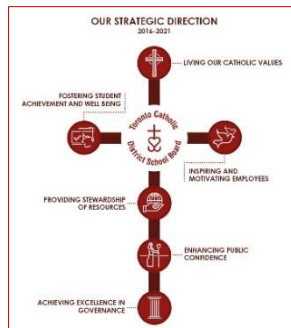 OUR STRATEGIC DIRECTION
2016-2021
LIVING OUR CATHOLIC VALUES
FOSTERING STUDENT
ACHIEVEMENT AND WELL BEING
Toronto Catholic
District School Board
INSPIRING AND
MOTIVATING EMPLOYEES
PROVIDING STEWARDSHIP
OF RESOURCES
ENHANCING PUBLIC
CONFIDENCE
ACHIEVING EXCELLENCE IN
GOVERNANCE